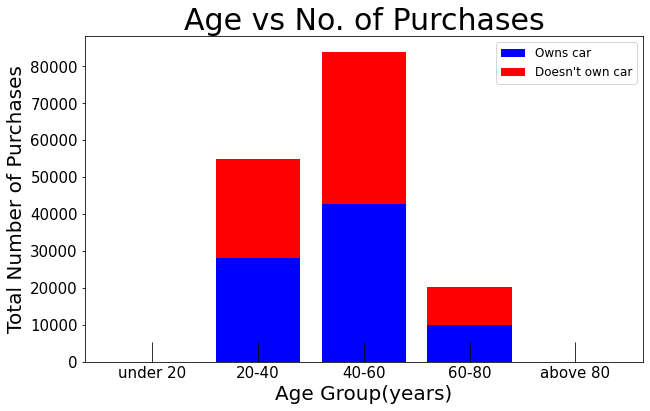 Age vs No. of Purchases
Owns car
Doesn't own car
Total Number of Purchases
80000
70000
60000
50000
40000
30000
20000
10000
0
under 20
20-40
40-60
60-80
above 80
Age Group(years)